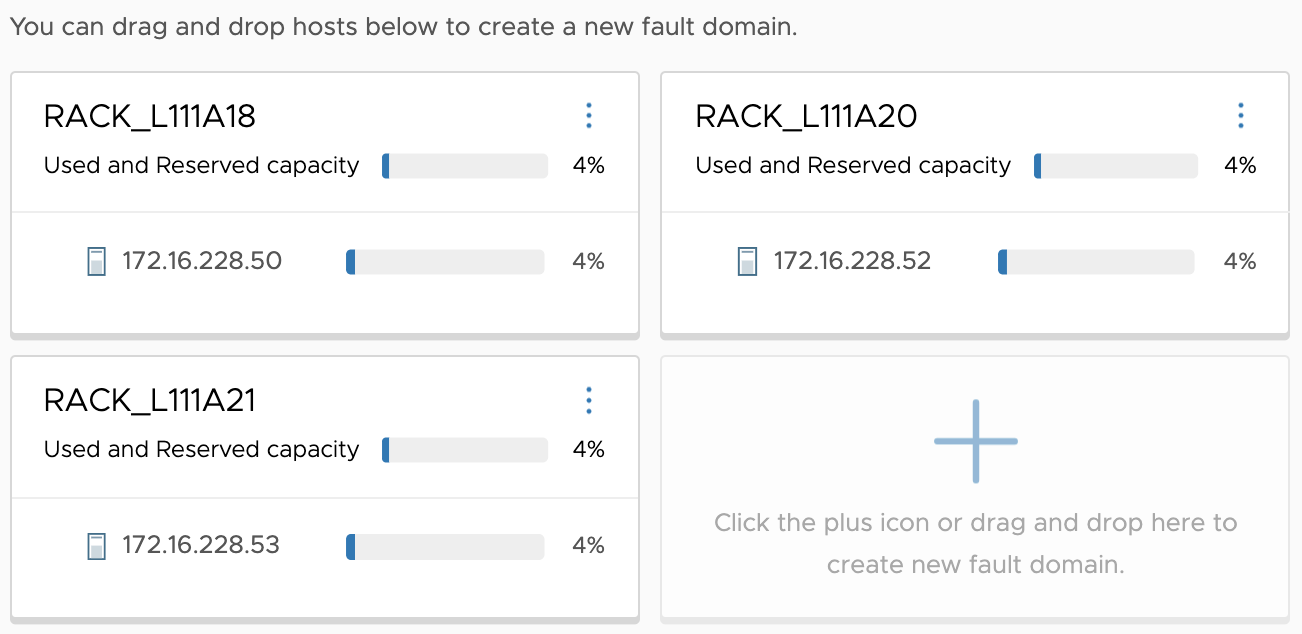 You can drag and drop hosts below to create a new fault domain.
RACK_L111A18
Used and Reserved capacity 4%
172.16.228.50 4%
RACK_L111A20
Used and Reserved capacity 4%
172.16.228.52 4%
RACK_L111A21
Used and Reserved capacity 4%
172.16.228.53 4%
Click the plus icon or drag and drop here to
create new fault domain.